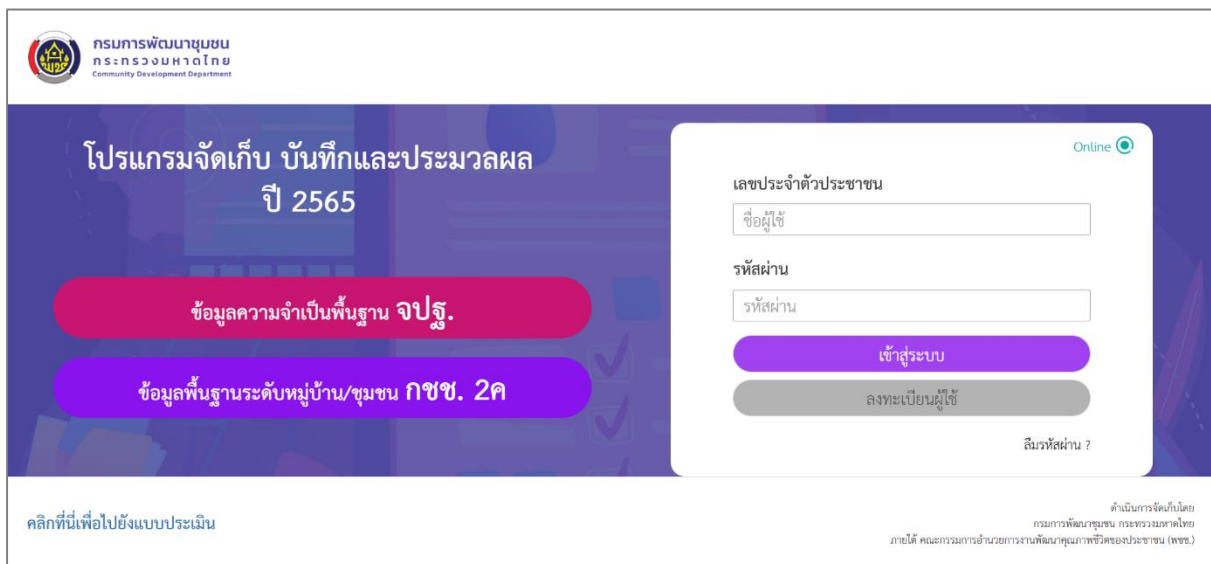 กรมการพัฒนาชุมชน
กระทรวงมหาดไทย
Community Development Department
โปรแกรมจัดเก็บ บันทึกและประมวลผล
ปี 2565
ข้อมูลความจำเป็นพื้นฐาน จปฐ.
ข้อมูลพื้นฐานระดับหมู่บ้าน/ชุมชน กชช. 2ค
Online
เลขประจำตัวประชาชน
ชื่อผู้ใช้
รหัสผ่าน
รหัสผ่าน
เข้าสู่ระบบ
ลงทะเบียนผู้ใช้
ลืมรหัสผ่าน ?
คลิกที่นี่เพื่อไปยังแบบประเมิน
ดำเนินการจัดเก็บโดย
กรมการพัฒนาชุมชน กระทรวงมหาดไทย
ภายใต้ คณะกรรมการอำนวยการงานพัฒนาคุณภาพชีวิตของประชาชน (พชช.)